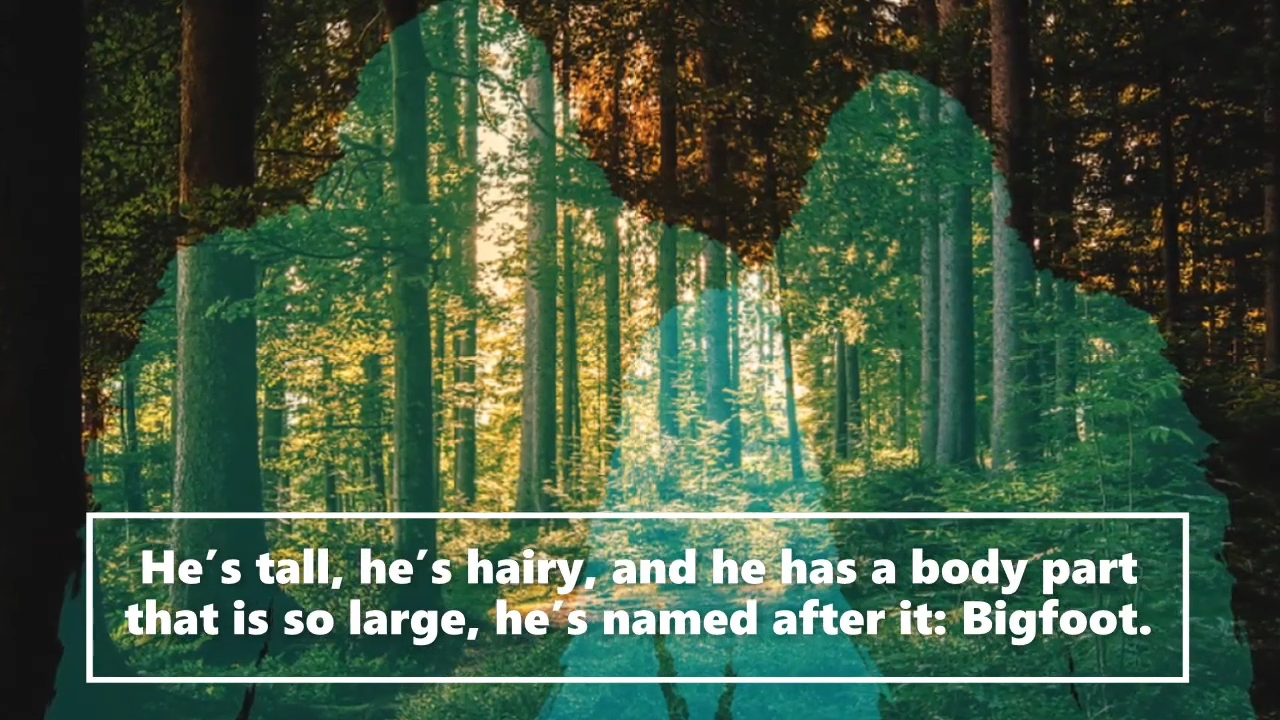 He’s tall, he’s hairy, and he has a body part
that is so large, he’s named after it: Bigfoot.